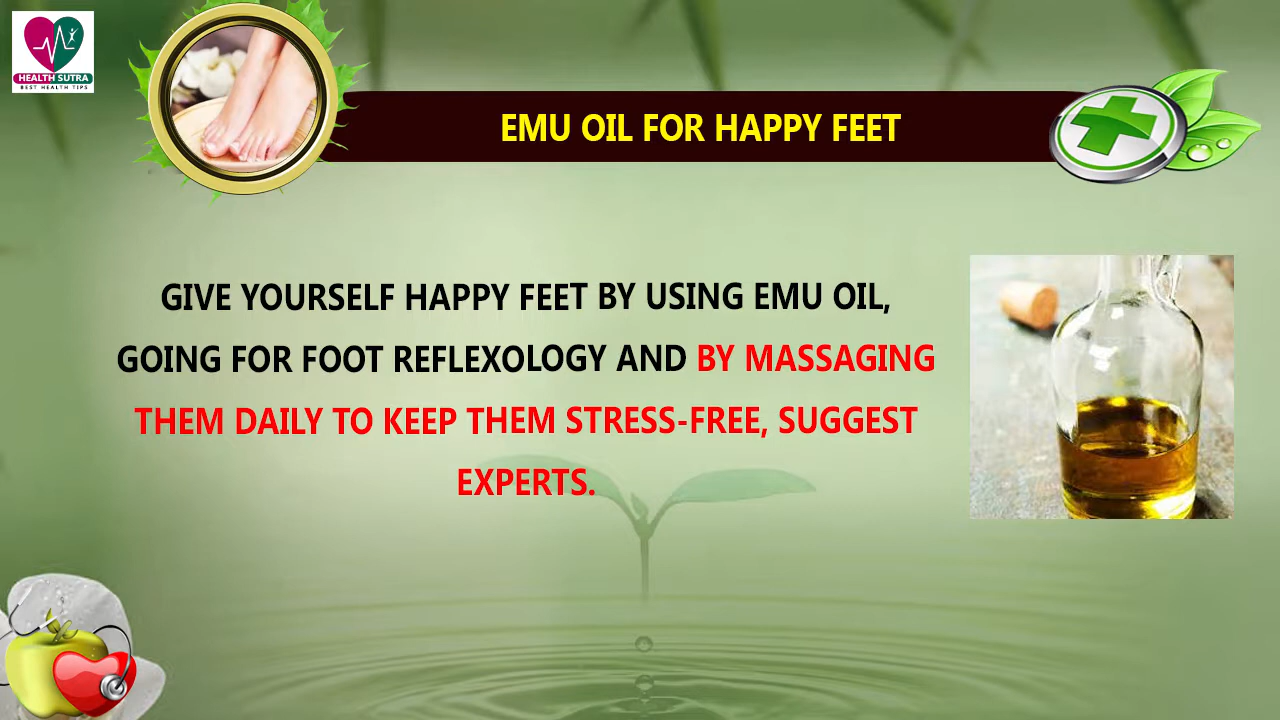 HEALTH SUTRA
BEST HEALTH TIPS
EMU OIL FOR HAPPY FEET
GIVE YOURSELF HAPPY FEET BY USING EMU OIL,
GOING FOR FOOT REFLEXOLOGY AND BY MASSAGING
THEM DAILY TO KEEP THEM STRESS-FREE, SUGGEST
EXPERTS.